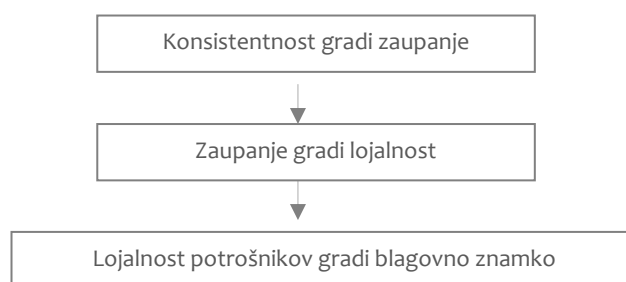 Konsistentnost gradi zaupanje
Zaupanje gradi lojalnost
Lojalnost potrošnikov gradi blagovno znamko